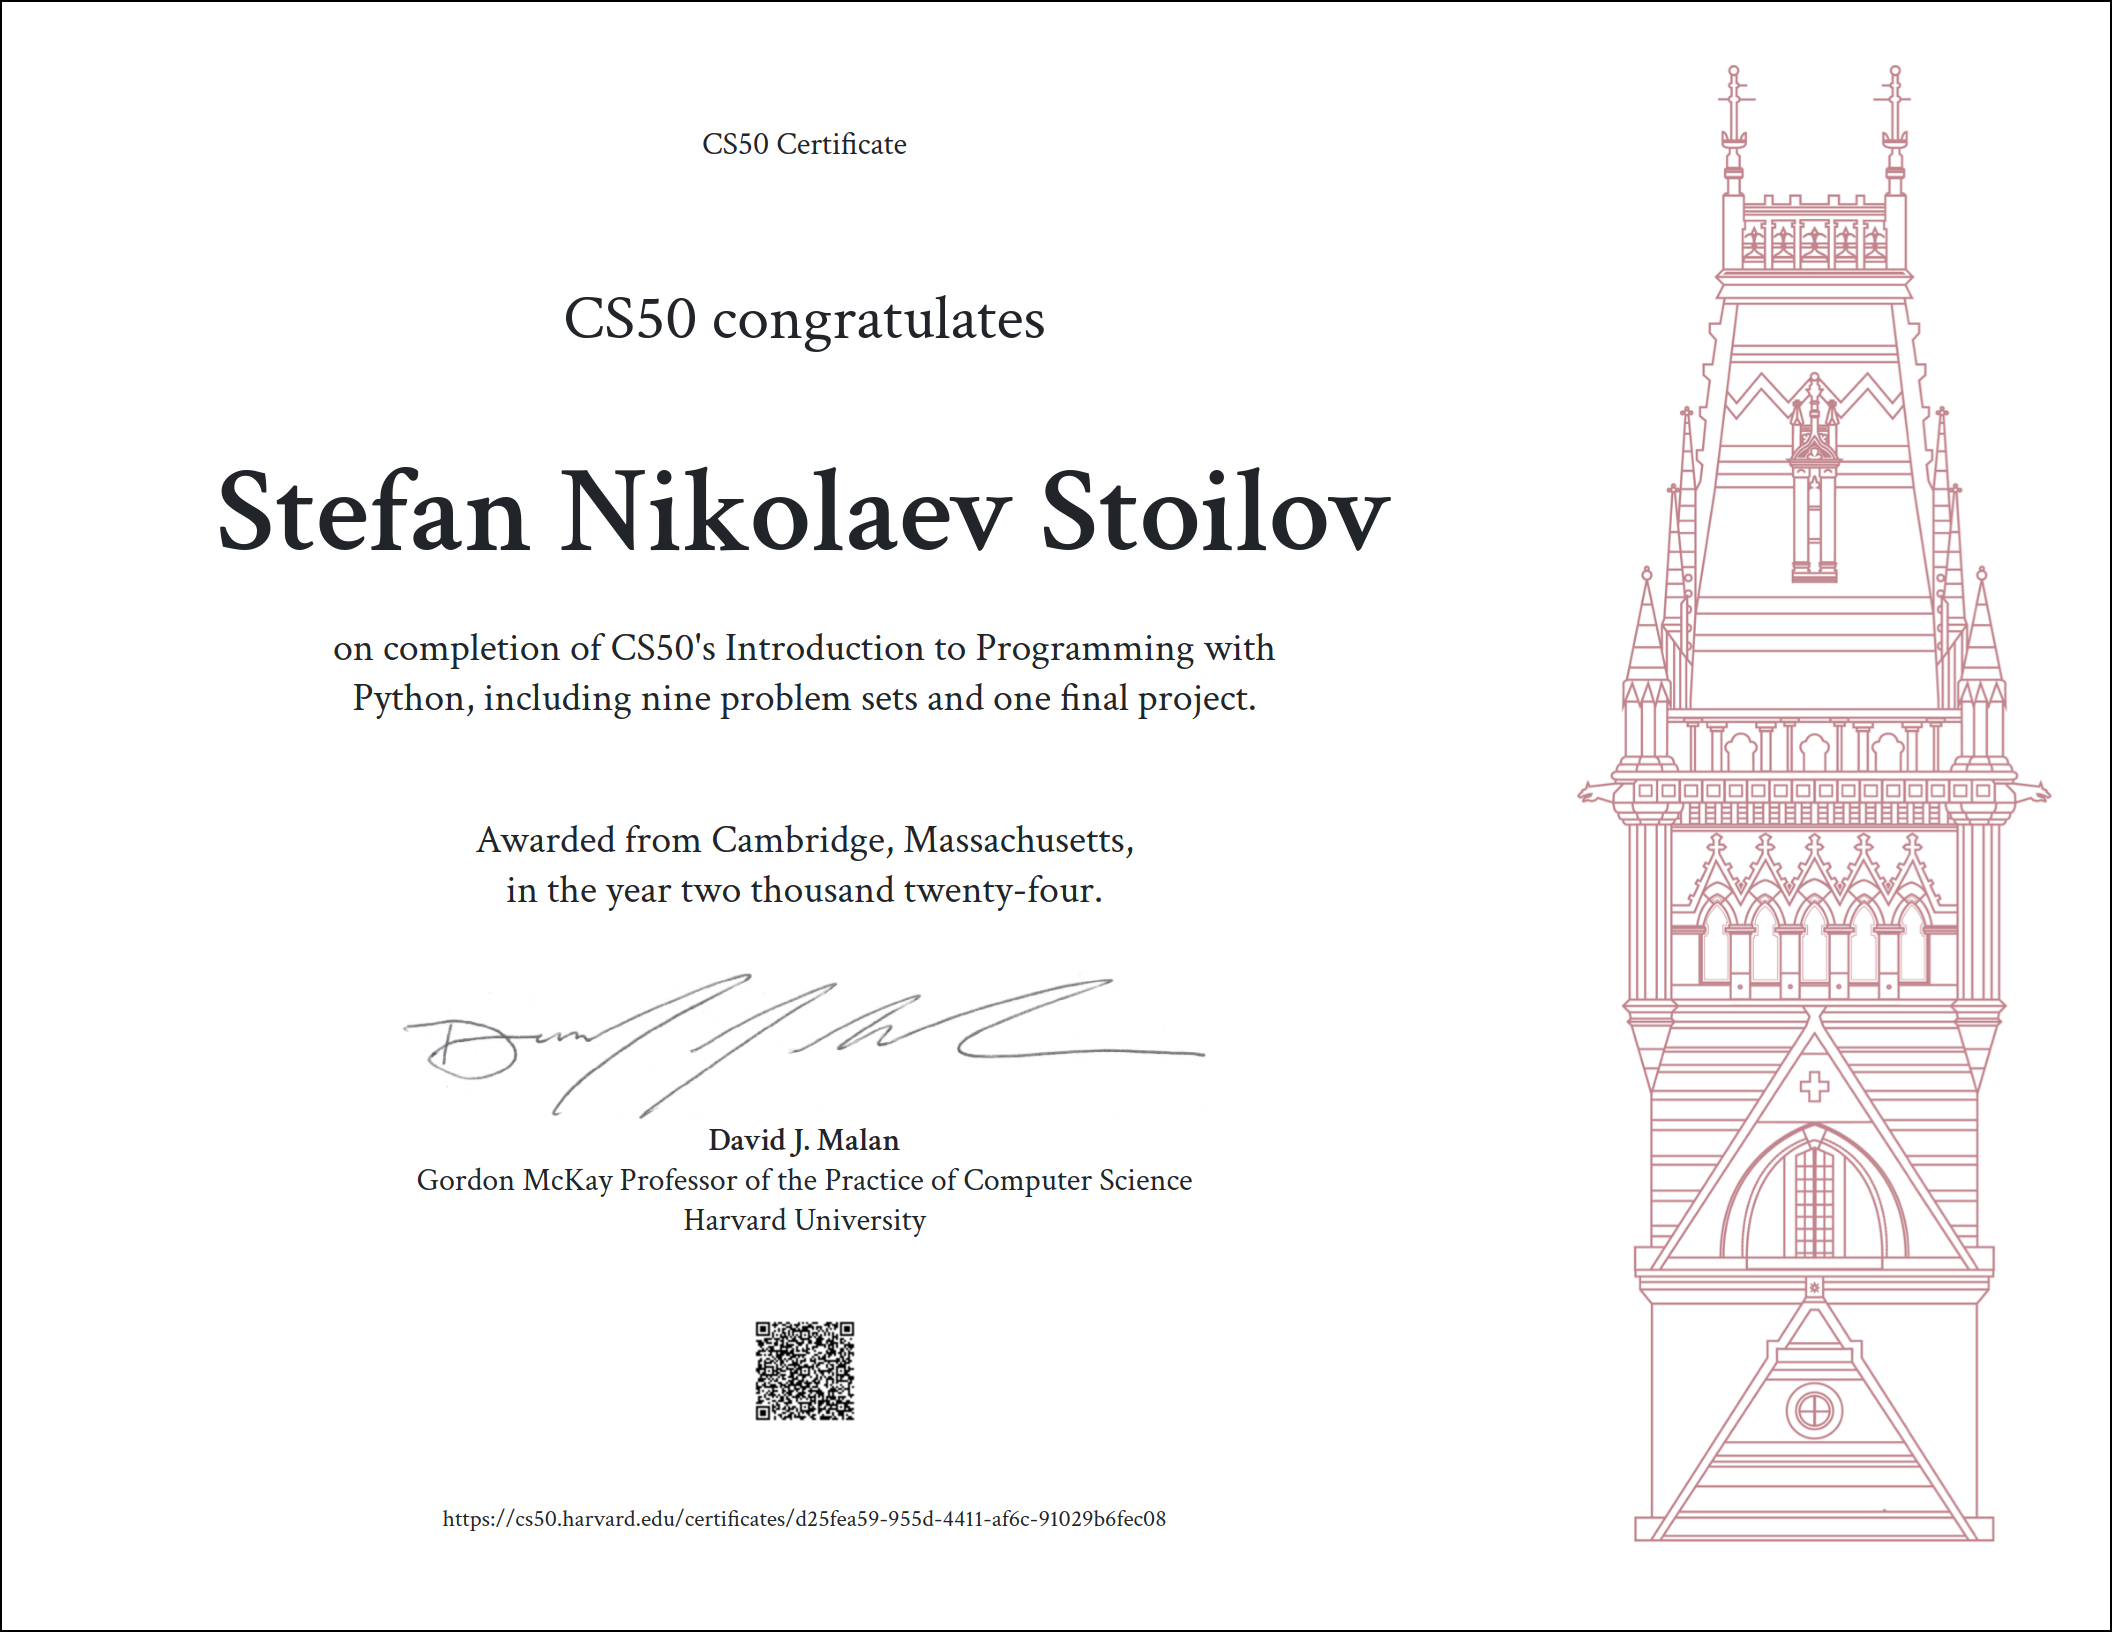 CS50 Certificate
CS50 congratulates
Stefan Nikolaev Stoilov
on completion of CS50's Introduction to Programming with
Python, including nine problem sets and one final project.
Awarded from Cambridge, Massachusetts,
in the year two thousand twenty-four.
David J. Malan
Gordon McKay Professor of the Practice of Computer Science
Harvard University
https://cs50.harvard.edu/certificates/d25fea59-955d-4411-af6c-91029b6fec08